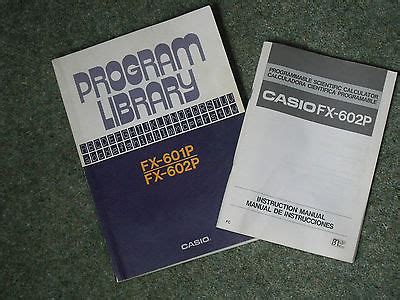 PROGRAM
LIBRARY
FX-601P
FX-602P
CASIO
PROGRAMMABLE SCIENTIFIC CALCULATOR
CALCULADORA CIENTIFICA PROGRAMABLE
CASIO FX-602P
INSTRUCTION MANUAL
MANUAL DE INSTRUCCIONES